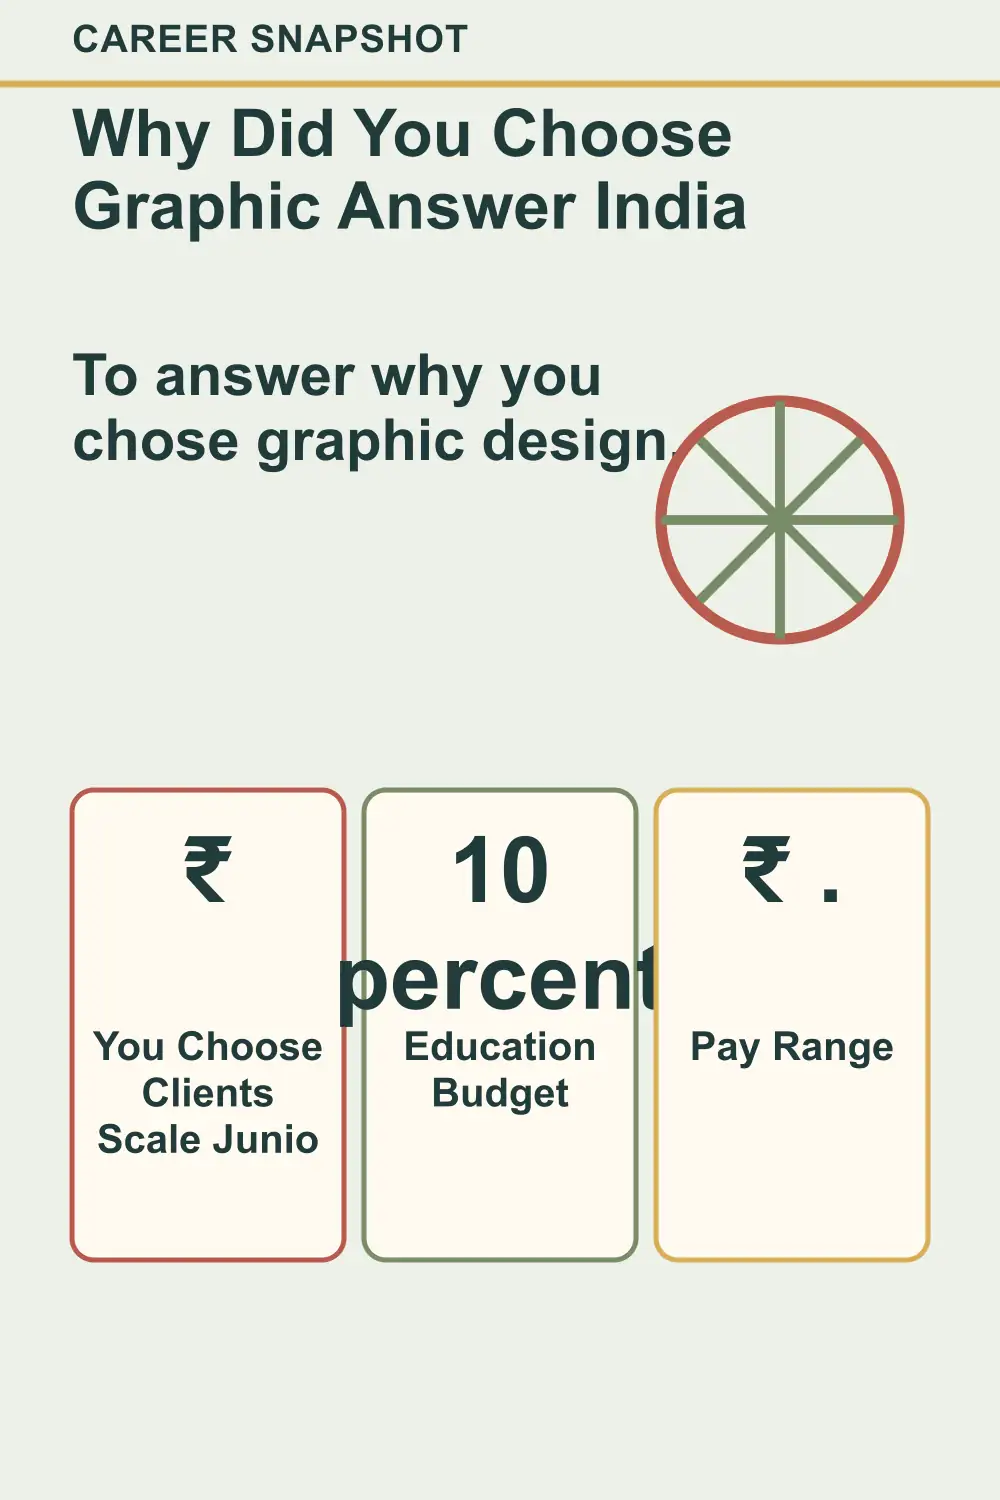 CAREER SNAPSHOT
Why Did You Choose
Graphic Answer India
To answer why you
chose graphic design.
₹
You Choose
Clients
Scale Junio
10
percent
Education
Budget
₹ .
Pay Range